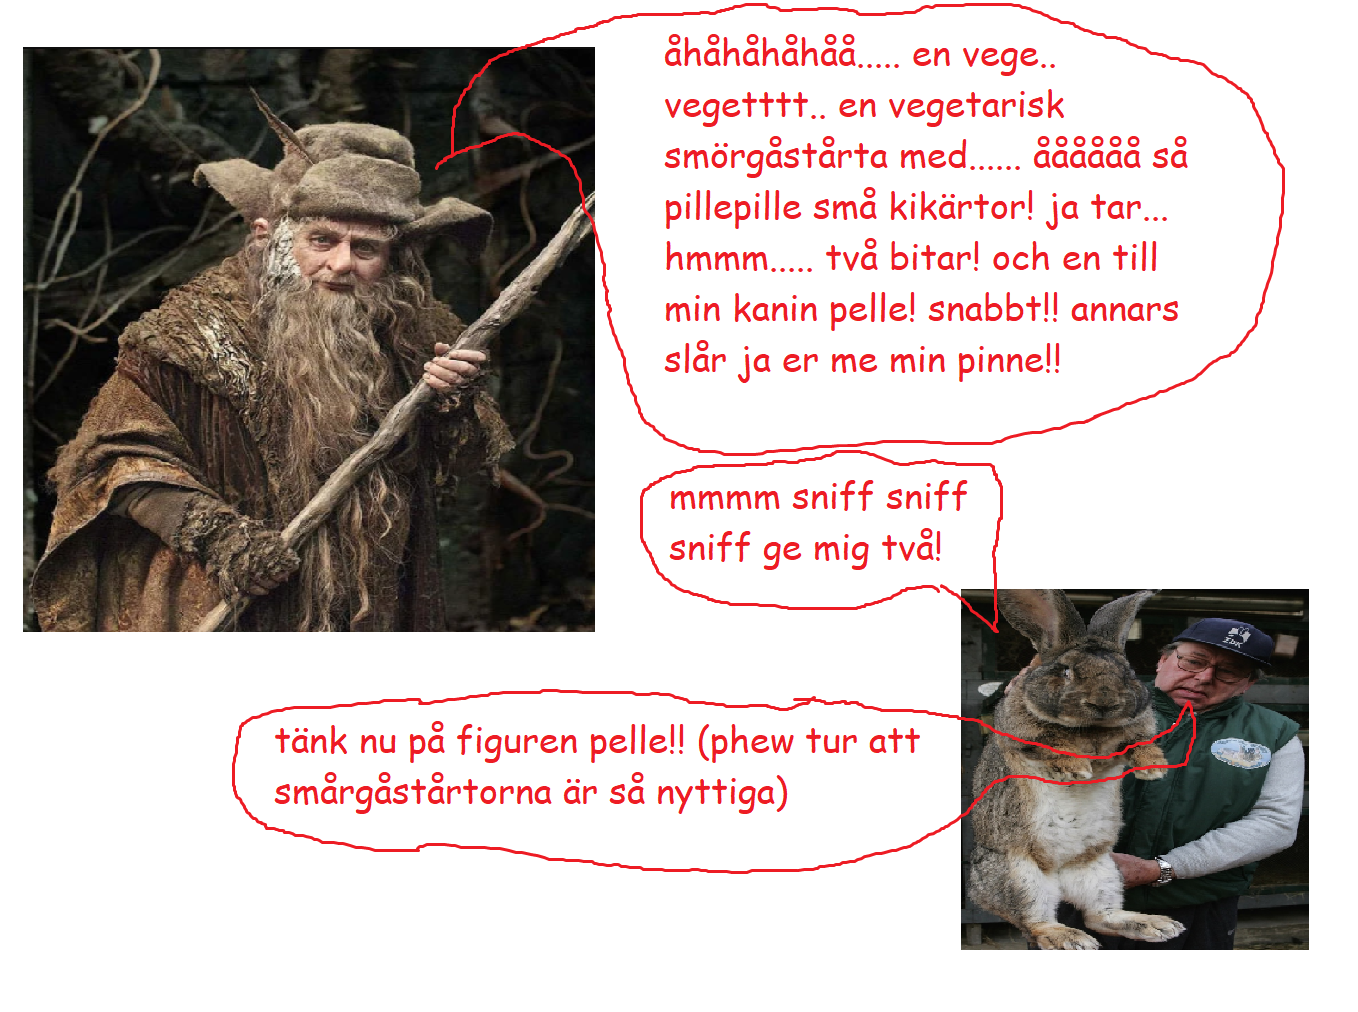 åhåhåhåhåå..... en vege..
vegetttt.. en vegetarisk
smörgåstårta med...... åååååå så
pillepille små kikärtor! ja tar...
hmmm..... två bitar! och en till
min kanin pelle! snabbt!! annars
slår ja er me min pinne!!
mmmm sniff sniff
sniff ge mig två!
tänk nu på figuren pelle!! (phew tur att
smårgåstårtorna är så nyttiga)